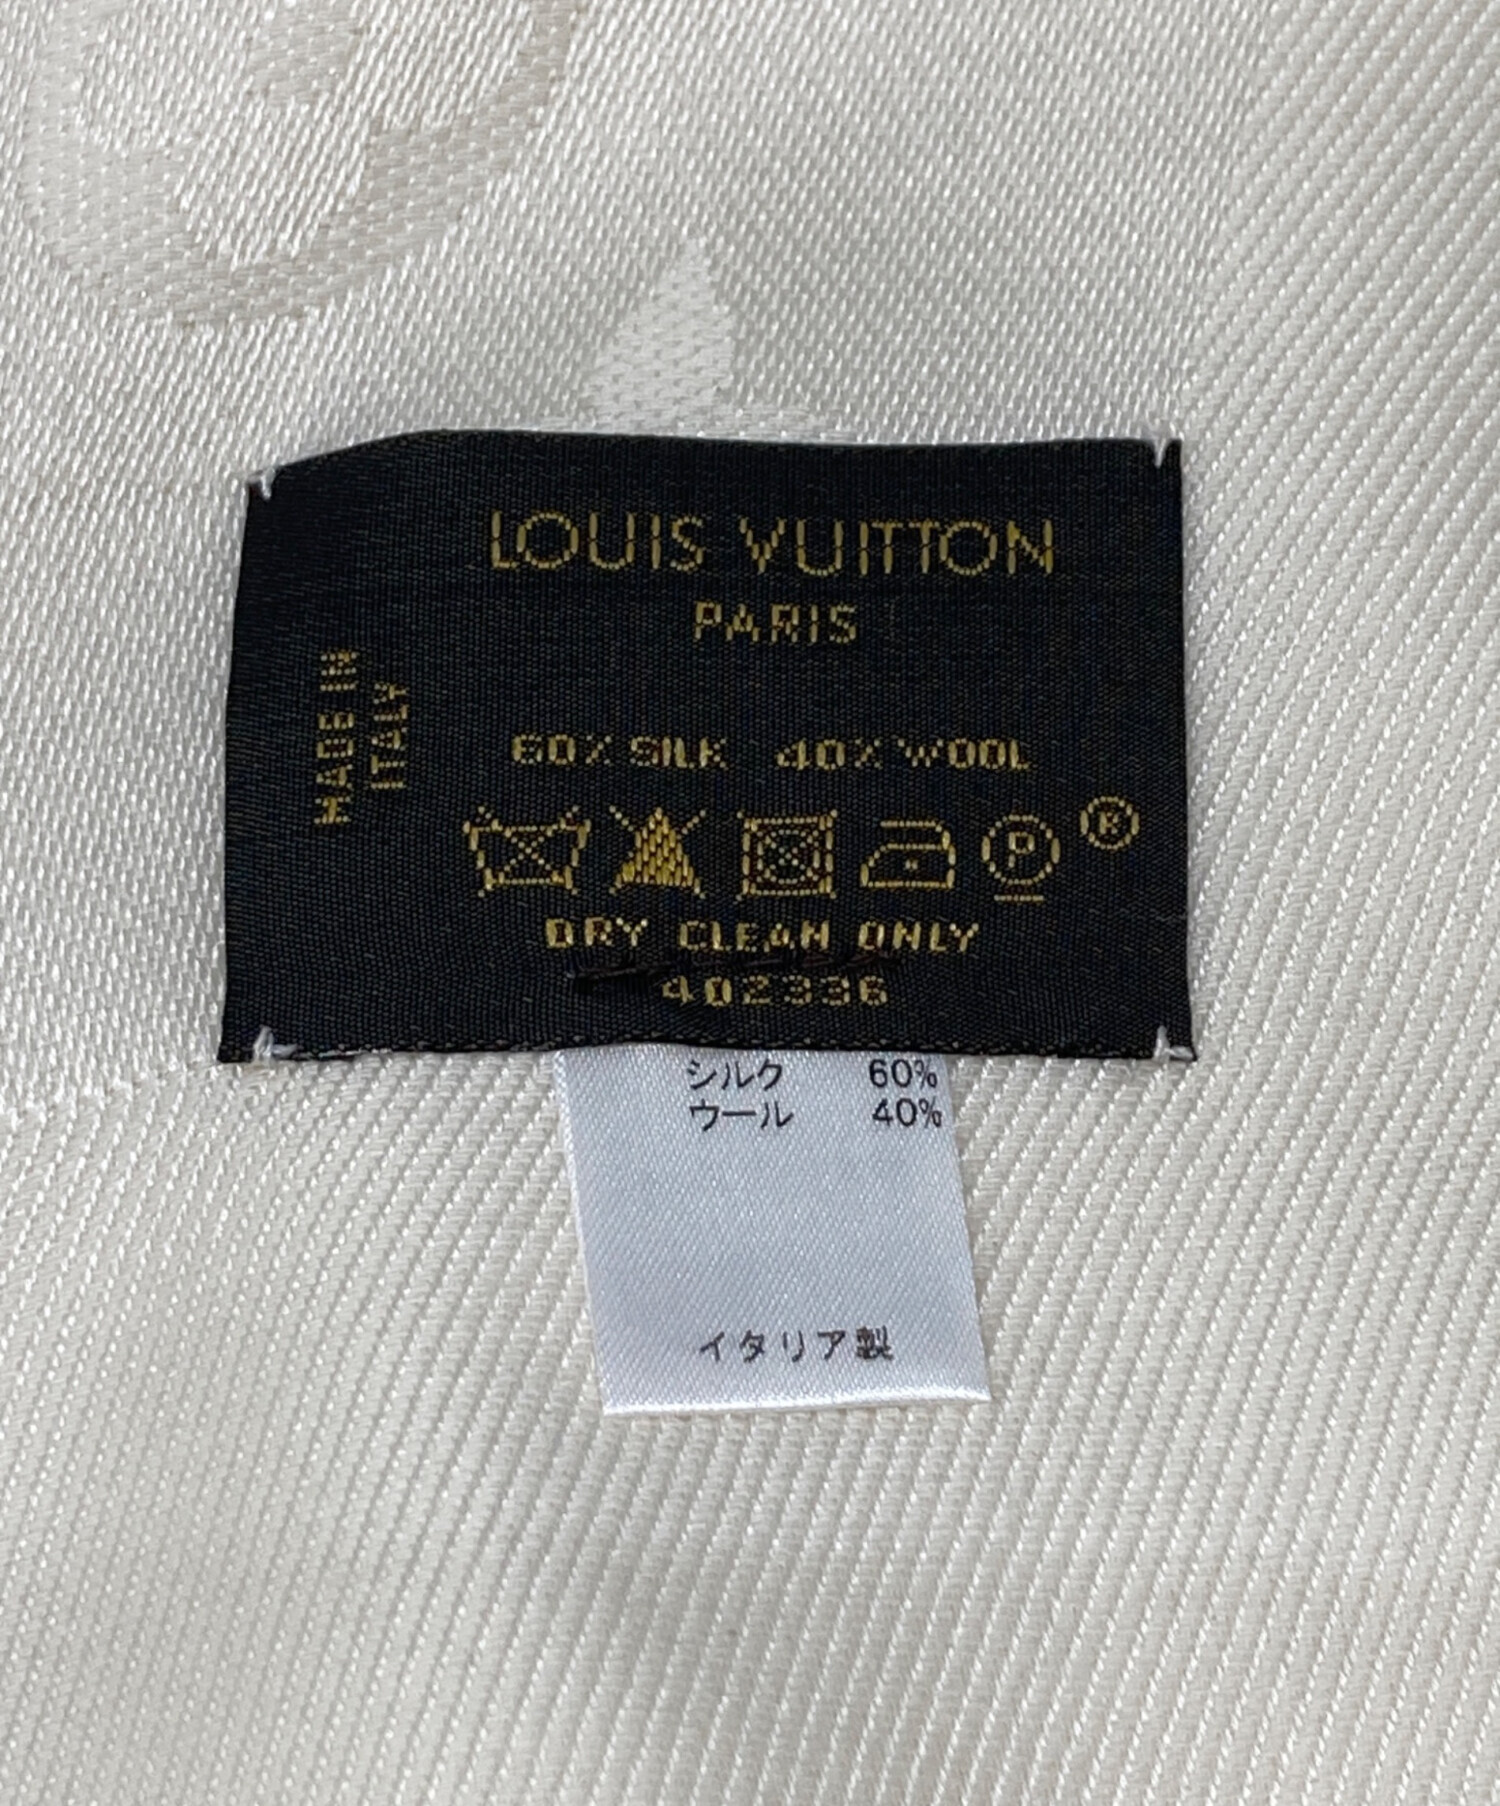 LOUIS VUITTON
PARIS
MADE IN
ITALY
60% SILK 40% WOOL
P ®
DRY CLEAN ONLY
402336
シルク 60%
ウール 40%
イタリア製